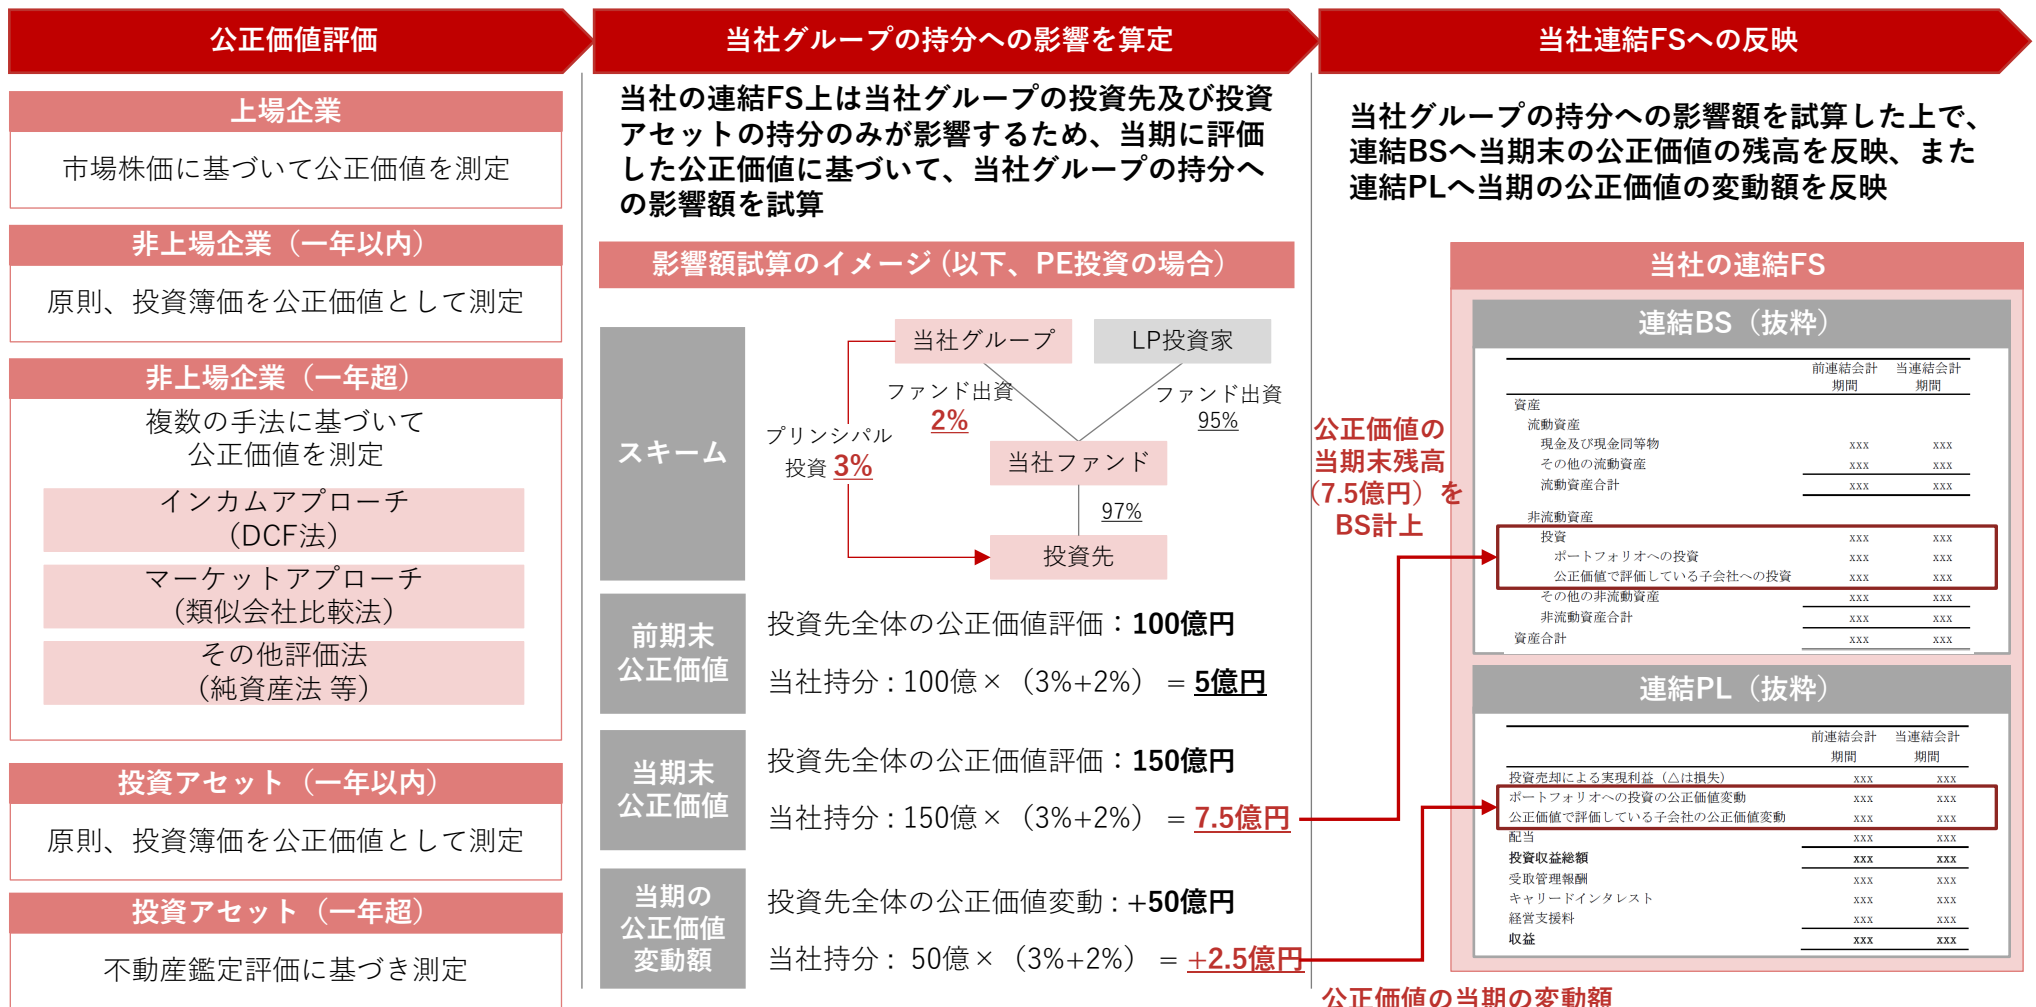 公正価値評価
上場企業
市場株価に基づいて公正価値を測定
非上場企業（一年以内）
原則、投資簿価を公正価値として測定
非上場企業（一年超）
複数の手法に基づいて
公正価値を測定
インカムアプローチ
（DCF法）
マーケットアプローチ
（類似会社比較法）
その他評価法
（純資産法 等）
投資アセット（一年以内）
原則、投資簿価を公正価値として測定
投資アセット（一年超）
不動産鑑定評価に基づき測定
当社グループの持分への影響を算定
当社の連結FS上は当社グループの投資先及び投資
アセットの持分のみが影響するため、当期に評価
した公正価値に基づいて、当社グループの持分へ
の影響額を試算
影響額試算のイメージ（以下、PE投資の場合）
スキーム
当社グループ
LP投資家
ファンド出資
2%
ファンド出資
95%
プリンシパル
投資 3%
当社ファンド
97%
投資先
前期末
公正価値
投資先全体の公正価値評価：100億円
当社持分：100億×（3%+2%）＝5億円
当期末
公正価値
投資先全体の公正価値評価：150億円
当社持分：150億×（3%+2%）＝7.5億円
当期の
公正価値
変動額
投資先全体の公正価値変動：+50億円
当社持分： 50億×（3%+2%）＝+2.5億円
当社連結FSへの反映
当社グループの持分への影響額を試算した上で、
連結BSへ当期末の公正価値の残高を反映、また
連結PLへ当期の公正価値の変動額を反映
公正価値の
当期末残高
（7.5億円）を
BS計上
当社の連結FS
連結BS（抜粋）
前連結会計 当連結会計
期間 期間
資産
流動資産
現金及び現金同等物 xxx xxx
その他の流動資産 xxx xxx
流動資産合計 xxx xxx
非流動資産
投資 xxx xxx
ポートフォリオへの投資 xxx xxx
公正価値で評価している子会社への投資 xxx xxx
その他の非流動資産 xxx xxx
非流動資産合計 xxx xxx
資産合計 xxx xxx
連結PL（抜粋）
前連結会計 当連結会計
期間 期間
投資売却による実現利益（△は損失） xxx xxx
ポートフォリオへの投資の公正価値変動 xxx xxx
公正価値で評価している子会社の公正価値変動 xxx xxx
配当 xxx xxx
投資収益総額 xxx xxx
受取管理報酬 xxx xxx
キャリードインタレスト xxx xxx
経営支援料 xxx xxx
収益 xxx xxx
公正価値の当期の変動額